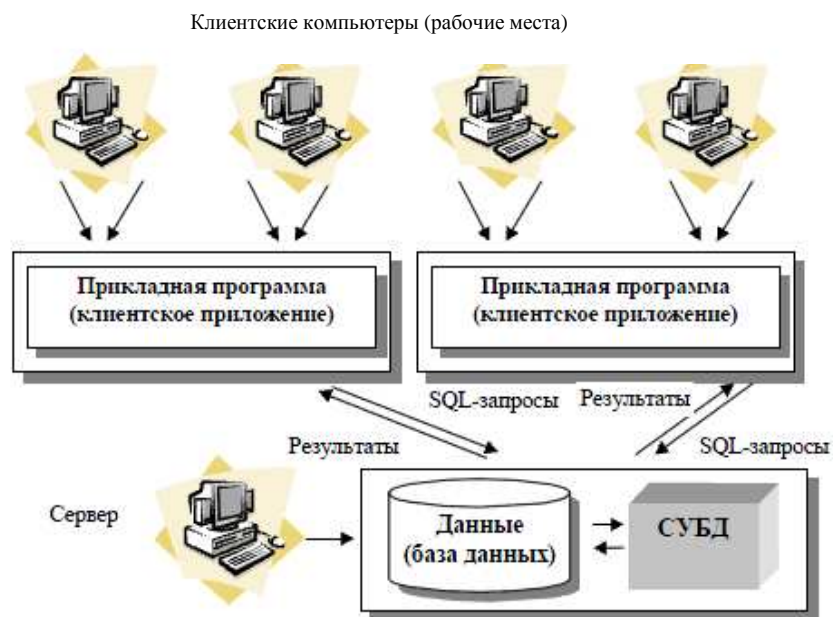 Клиентские компьютеры (рабочие места)
Прикладная программа
(клиентское приложение)
Прикладная программа
(клиентское приложение)
SQL-запросы
Результаты
Результаты
SQL-запросы
Сервер
Данные
(база данных)
СУБД